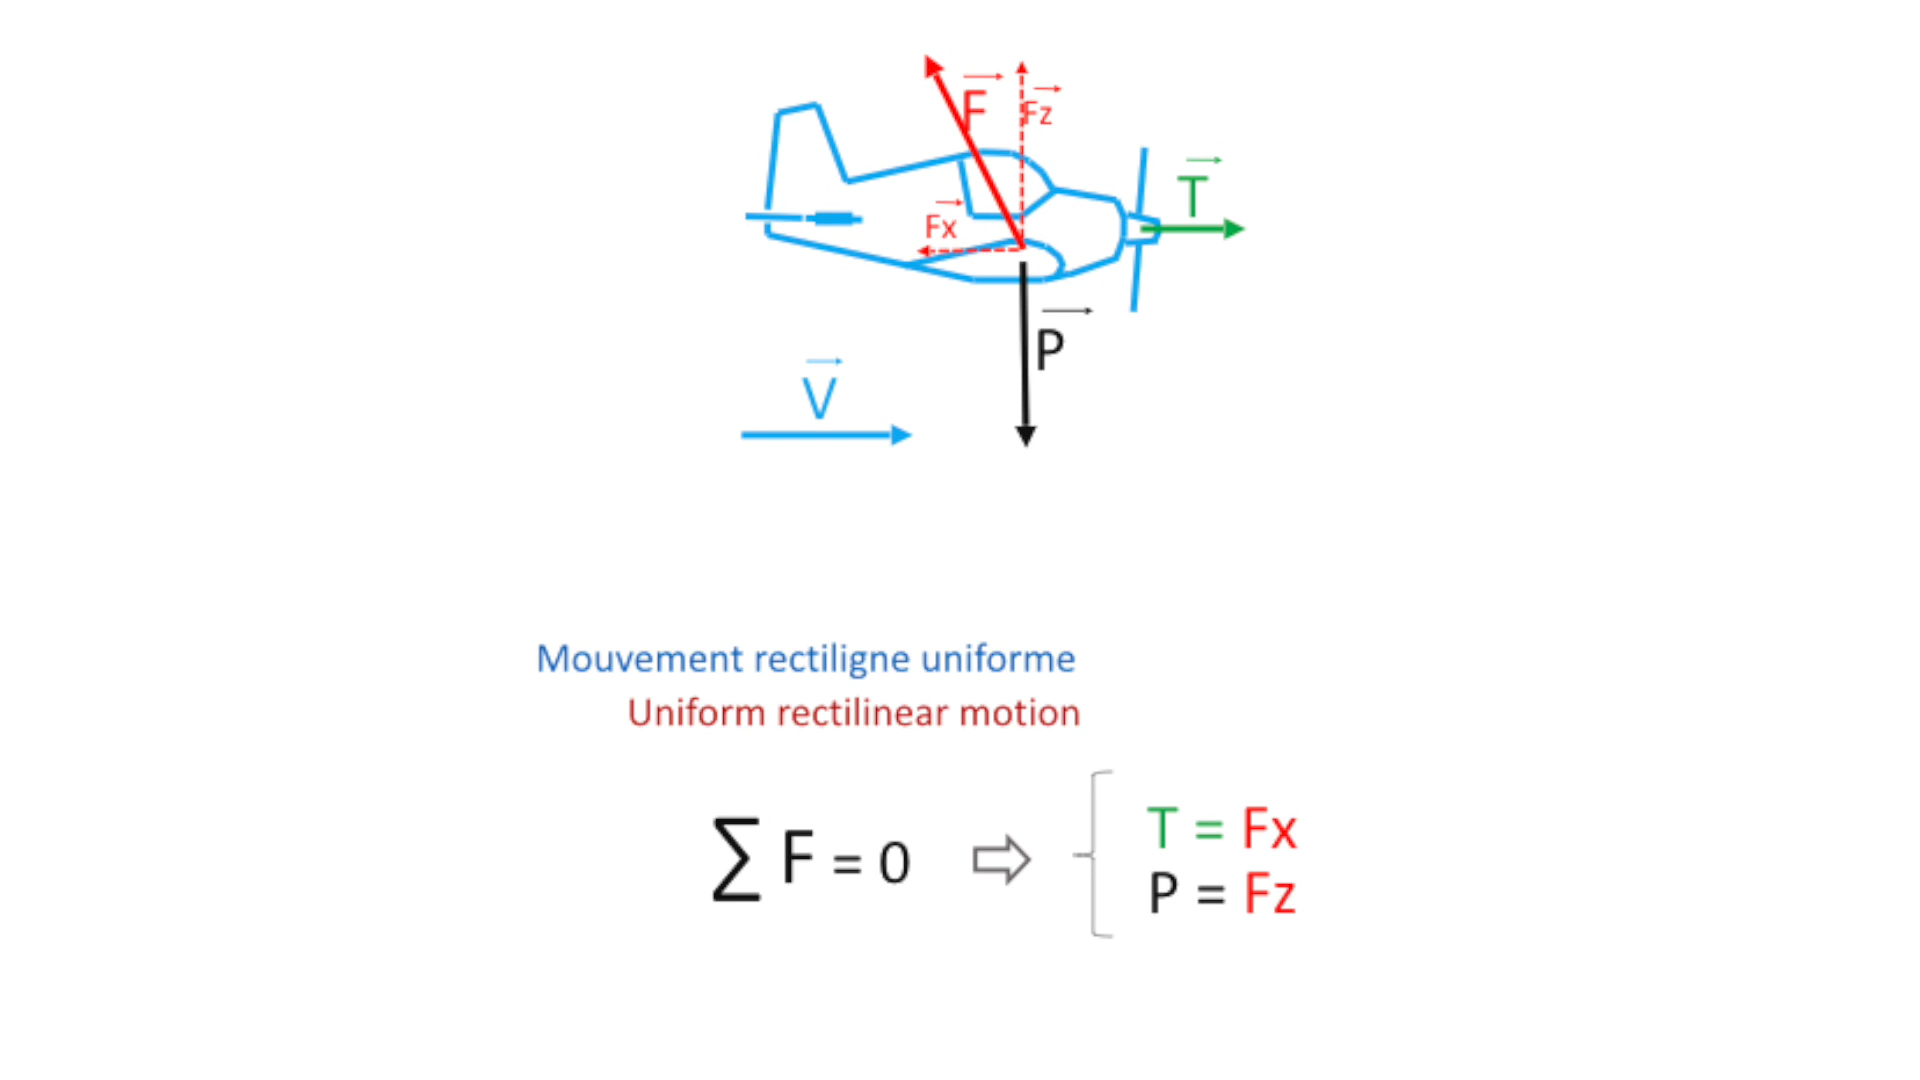 F
Fz
T
Fx
P
V
Mouvement rectiligne uniforme
Uniform rectilinear motion
∑ F = 0 ⇨ T = Fx
P = Fz